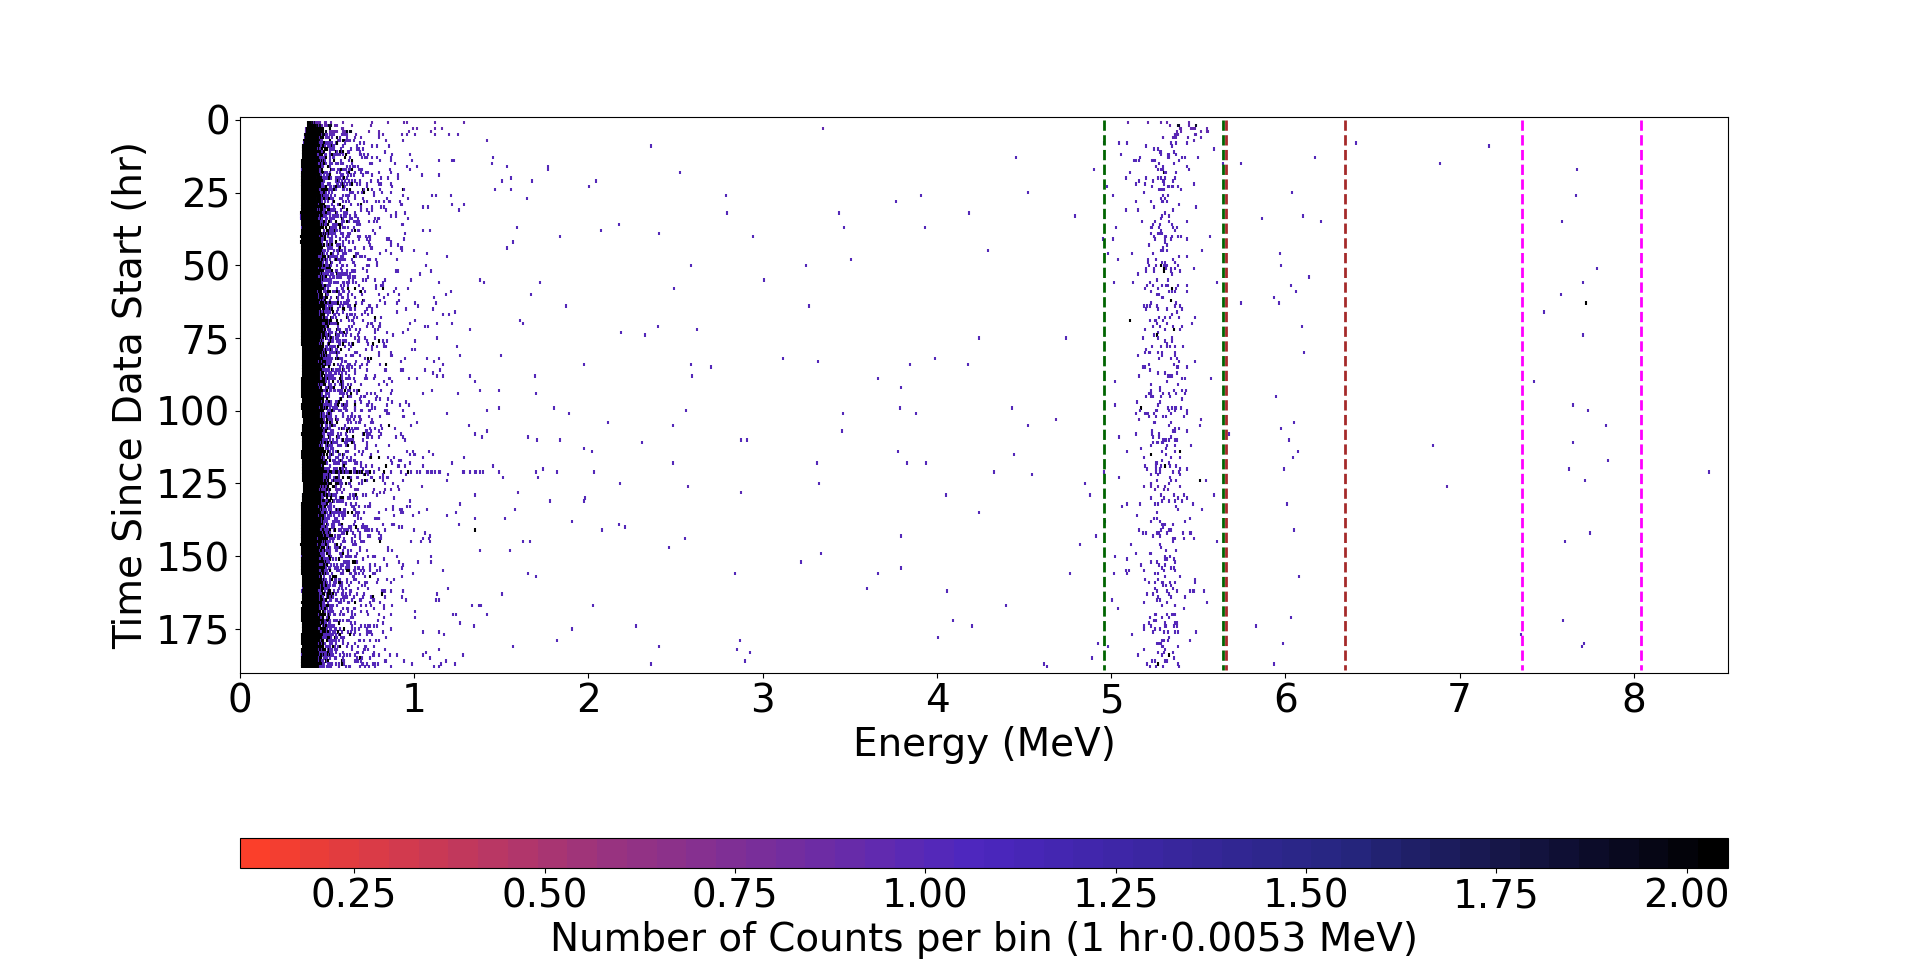 0
25
50
75
100
125
150
175
Time Since Data Start (hr)
0 1 2 3 4 5 6 7 8
Energy (MeV)
0.25 0.50 0.75 1.00 1.25 1.50 1.75 2.00
Number of Counts per bin (1 hr·0.0053 MeV)